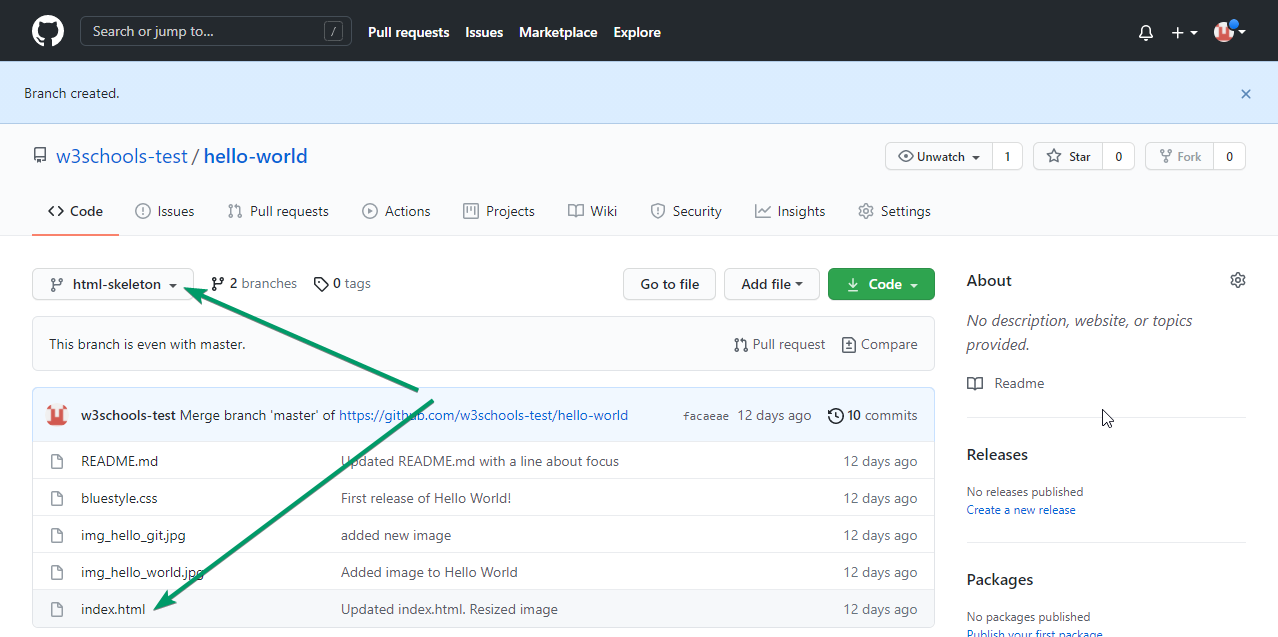 Search or jump to... /
Pull requests Issues Marketplace Explore
Branch created.
w3schools-test / hello-world
Unwatch 1 Star 0 Fork 0
Code Issues Pull requests Actions Projects Wiki Security Insights Settings
html-skeleton 2 branches 0 tags Go to file Add file Code
This branch is even with master. Pull request Compare
w3schools-test Merge branch 'master' of https://github.com/w3schools-test/hello-world facaeae 12 days ago 10 commits
README.md Updated README.md with a line about focus 12 days ago
bluestyle.css First release of Hello World! 12 days ago
img_hello_git.jpg added new image 12 days ago
img_hello_world.jpg Added image to Hello World 12 days ago
index.html Updated index.html. Resized image 12 days ago
About
No description, website, or topics
provided.
Readme
Releases
No releases published
Create a new release
Packages
No packages published
Publish your first package